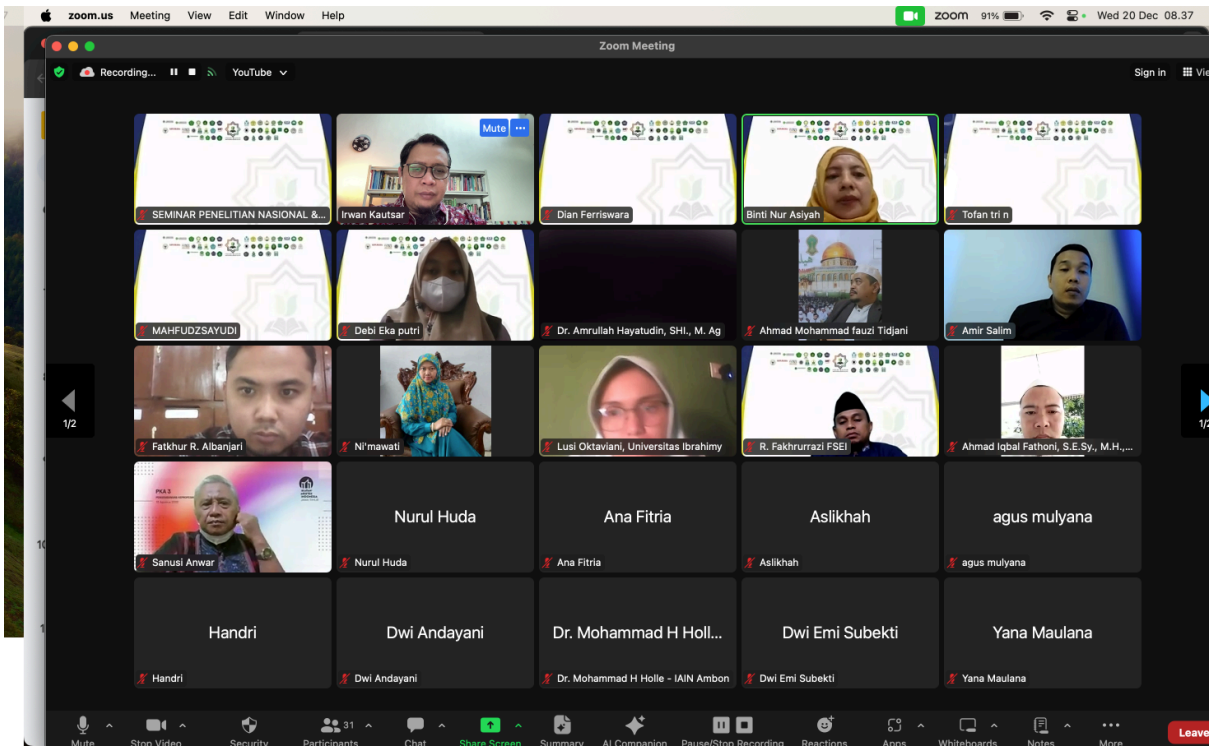 zoom.us Meeting View Edit Window Help zoom 91% Wed 20 Dec 08.37
Zoom Meeting
Recording... YouTube Sign in Vie
Mute
SEMINAR PENELITIAN NASIONAL &...
Irwan Kautsar
Dian Ferriswara
Binti Nur Asiyah
Tofan tri n
MAHFUDZSAYUDI
Debi Eka putri
Dr. Amrullah Hayatudin, SHI., M. Ag
Ahmad Mohammad fauzi Tidjani
Amir Salim
Fatkhur R. Albanjari
Ni'mawati
Lusi Oktaviani, Universitas Ibrahimy
R. Fakhrurrazi FSEI
Ahmad Iqbal Fathoni, S.E.Sy., M.H.,...
1/2
1/2
PKA 3
Sanusi Anwar
Nurul Huda
Nurul Huda
Ana Fitria
Ana Fitria
Aslikhah
Aslikhah
agus mulyana
agus mulyana
Handri
Handri
Dwi Andayani
Dwi Andayani
Dr. Mohammad H Holl...
Dr. Mohammad H Holle - IAIN Ambon
Dwi Emi Subekti
Dwi Emi Subekti
Yana Maulana
Yana Maulana
31
Mute Stop Video Security Participants Chat Share Screen Summary AI Companion Pause/Stop Recording Reactions Apps Whiteboards Notes More Leave